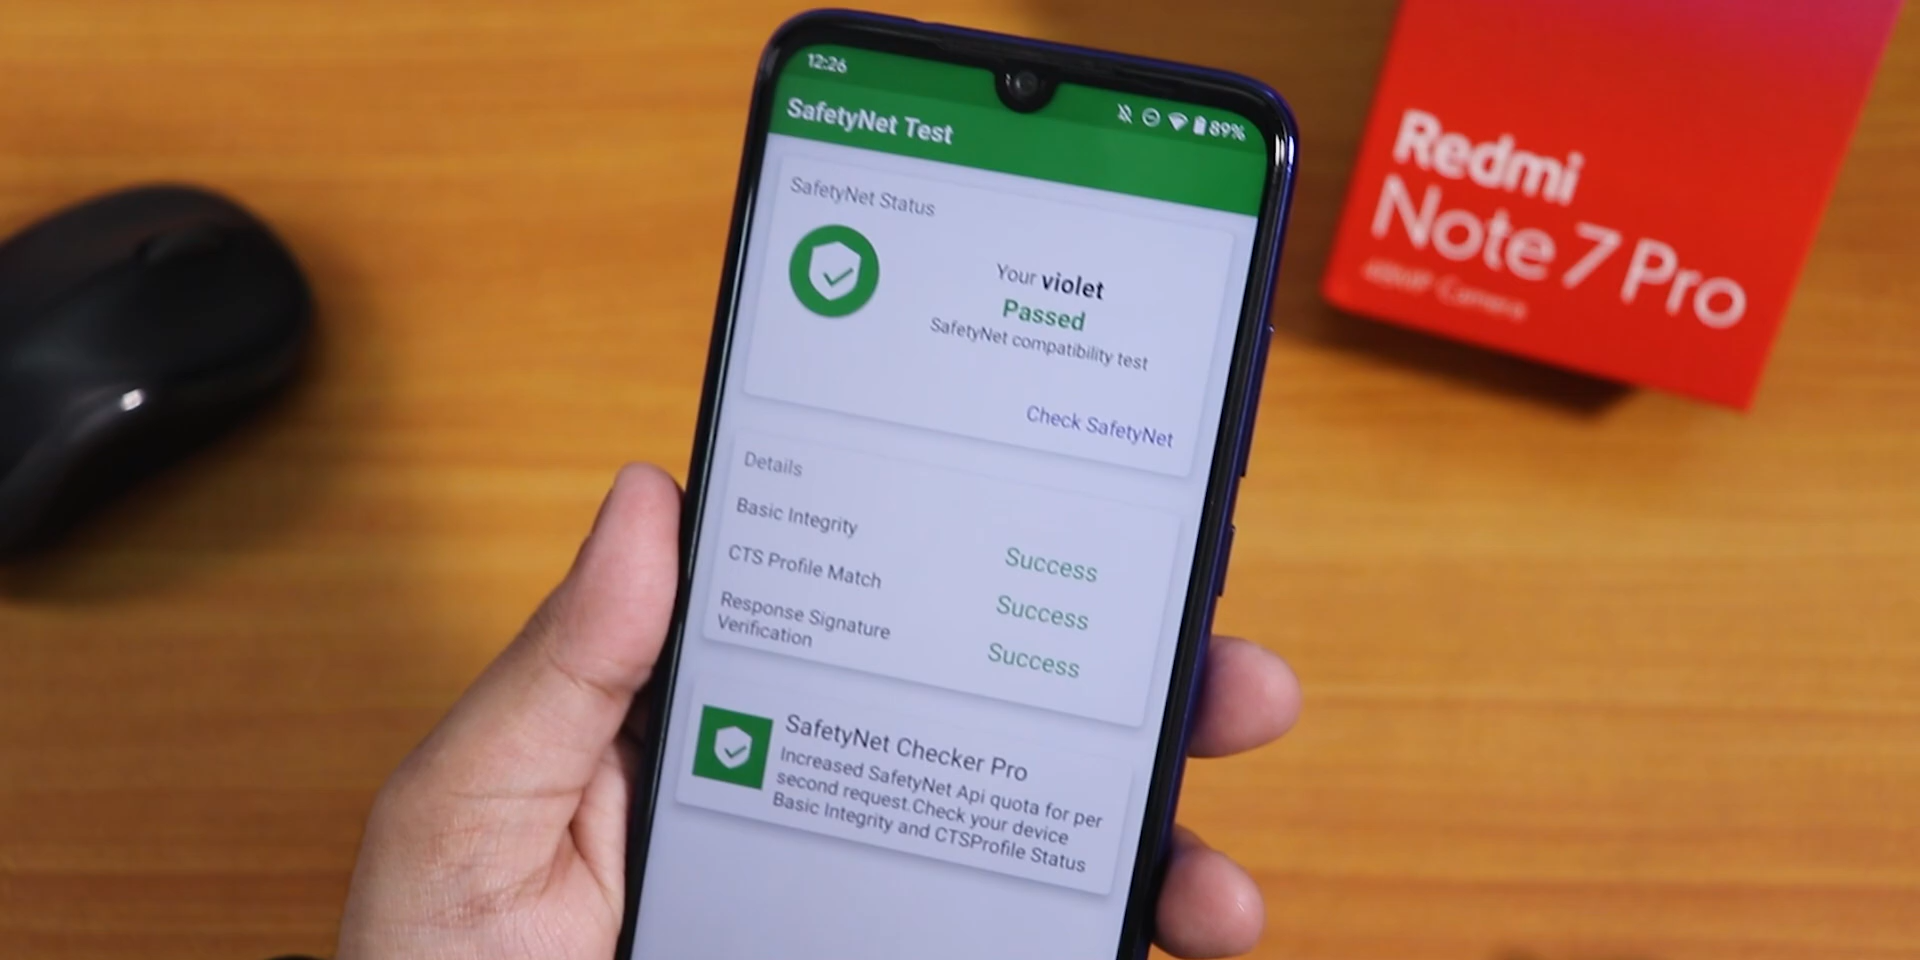 12:26
89%
SafetyNet Test
SafetyNet Status
Your violet
Passed
SafetyNet compatibility test
Check SafetyNet
Details
Basic Integrity
Success
CTS Profile Match
Success
Response Signature
Verification
Success
SafetyNet Checker Pro
Increased SafetyNet Api quota for per
second request.Check your device
Basic Integrity and CTSProfile Status
Redmi
Note 7 Pro
Camera